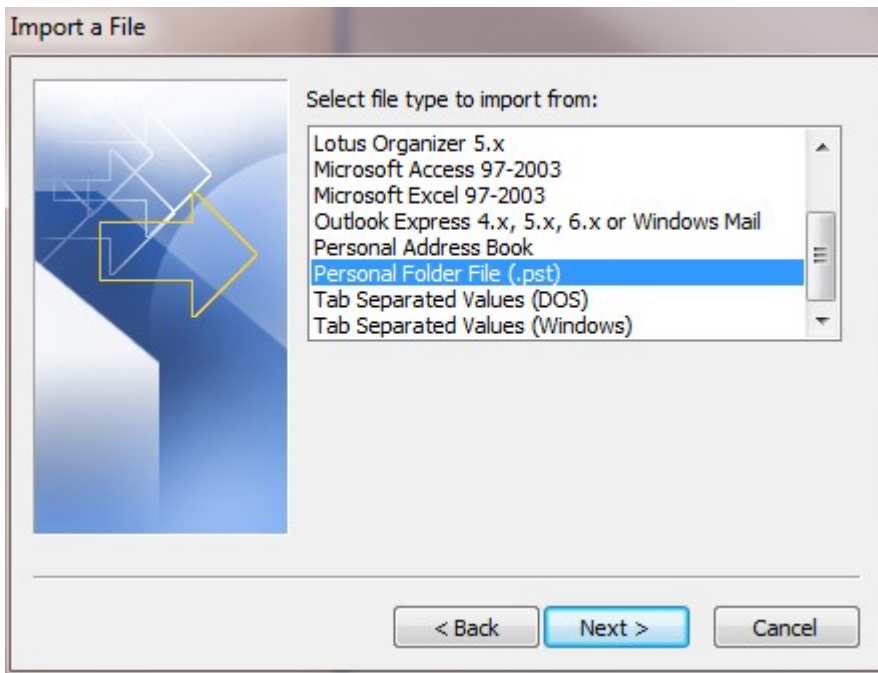 Import a File
Select file type to import from:
Lotus Organizer 5.x
Microsoft Access 97-2003
Microsoft Excel 97-2003
Outlook Express 4.x, 5.x, 6.x or Windows Mail
Personal Address Book
Personal Folder File (.pst)
Tab Separated Values (DOS)
Tab Separated Values (Windows)
< Back
Next >
Cancel